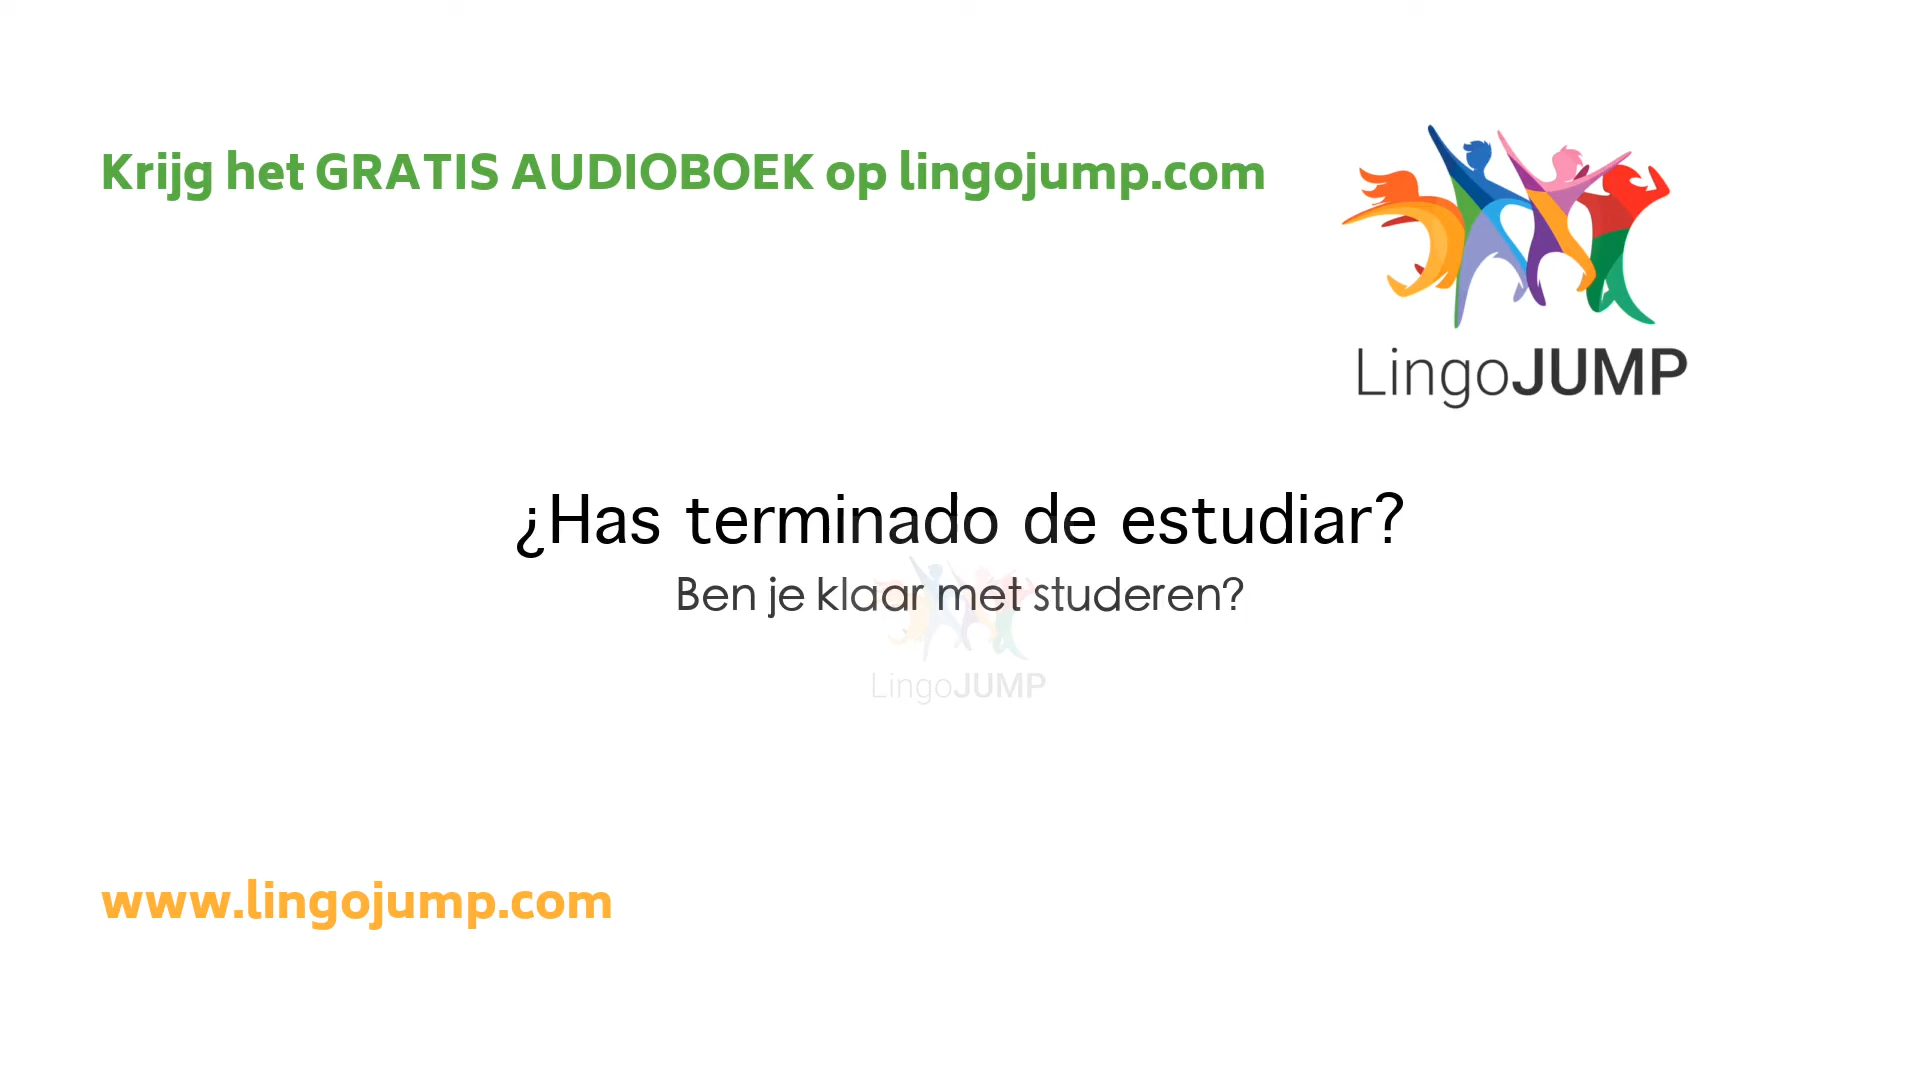 Krijg het GRATIS AUDIOBOEK op lingojump.com
LingoJUMP
¿Has terminado de estudiar?
Ben je klaar met studeren?
LingoJUMP
www.lingojump.com